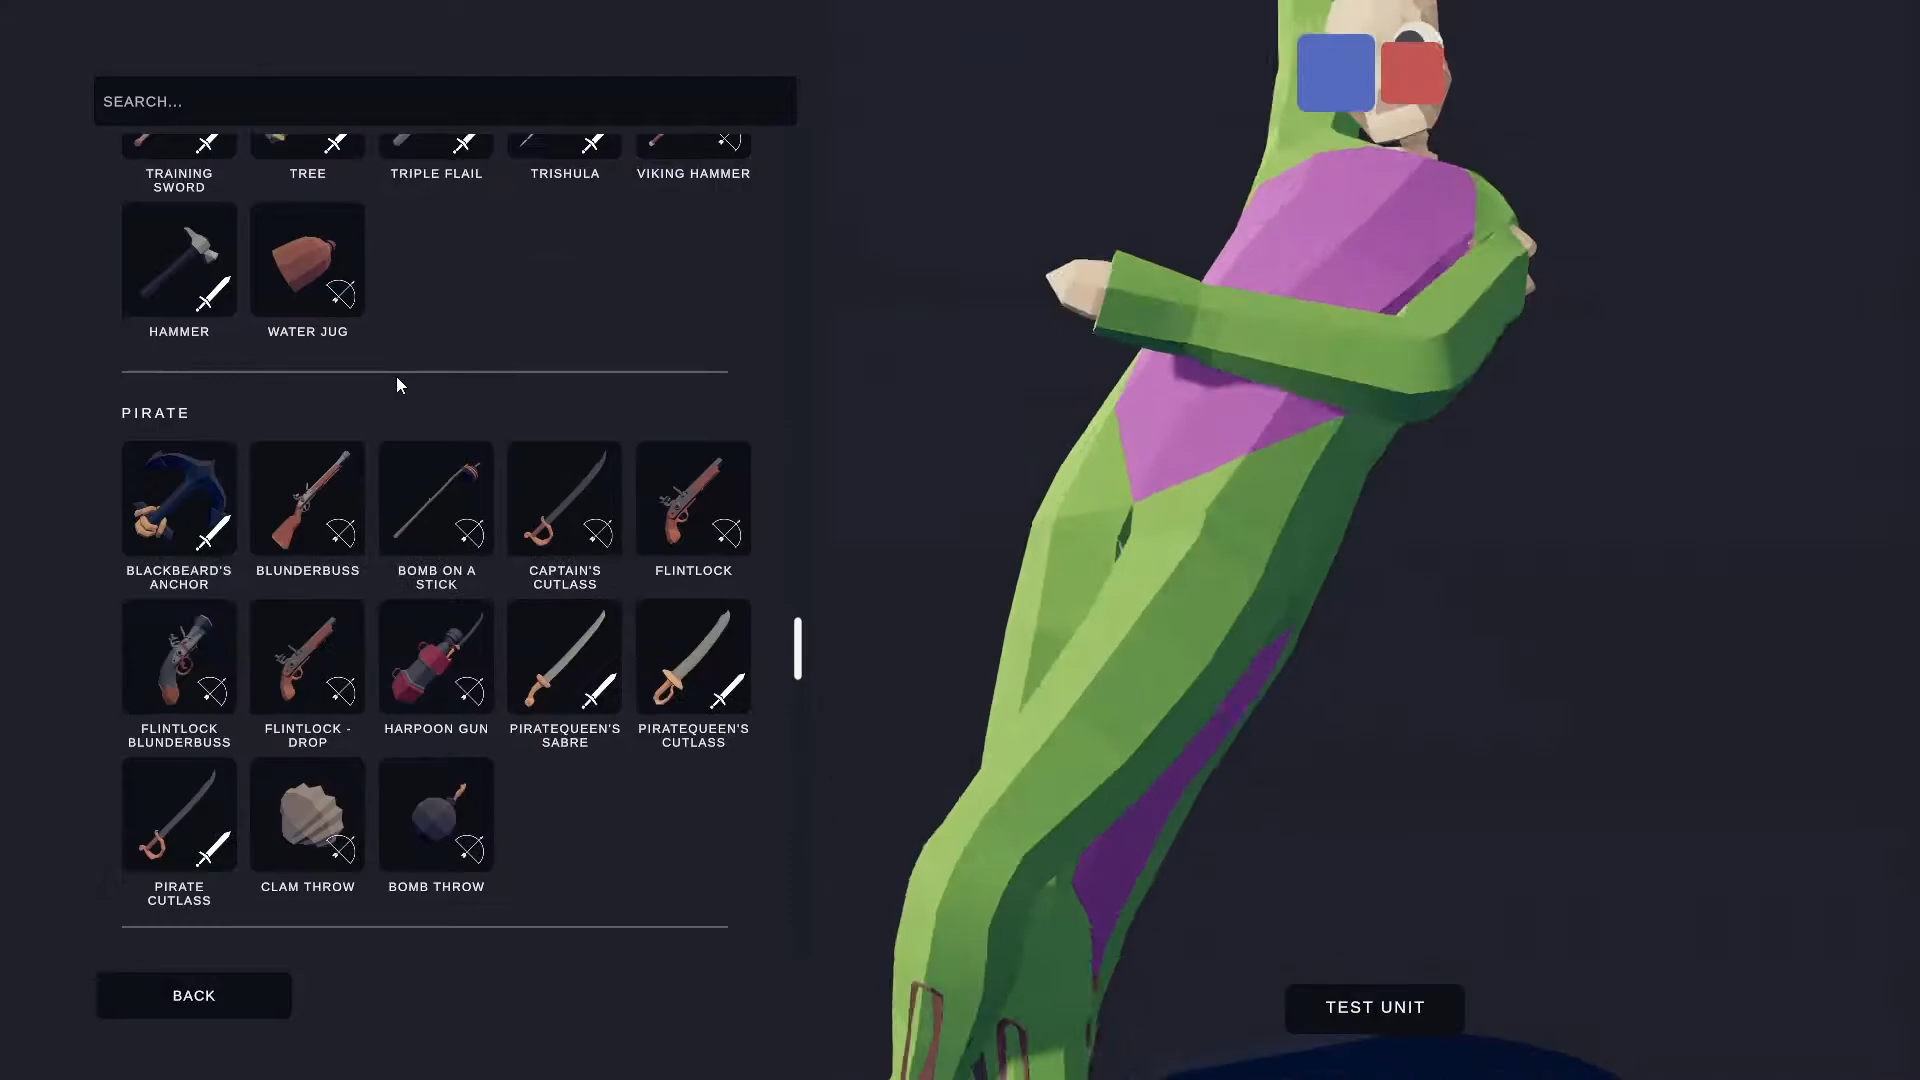 SEARCH...
TRAINING
SWORD
TREE
TRIPLE FLAIL
TRISHULA
VIKING HAMMER
HAMMER
WATER JUG
PIRATE
BLACKBEARD'S
ANCHOR
BLUNDERBUSS
BOMB ON A
STICK
CAPTAIN'S
CUTLASS
FLINTLOCK
FLINTLOCK
BLUNDERBUSS
FLINTLOCK -
DROP
HARPOON GUN
PIRATEQUEEN'S
SABRE
PIRATEQUEEN'S
CUTLASS
PIRATE
CUTLASS
CLAM THROW
BOMB THROW
BACK
TEST UNIT